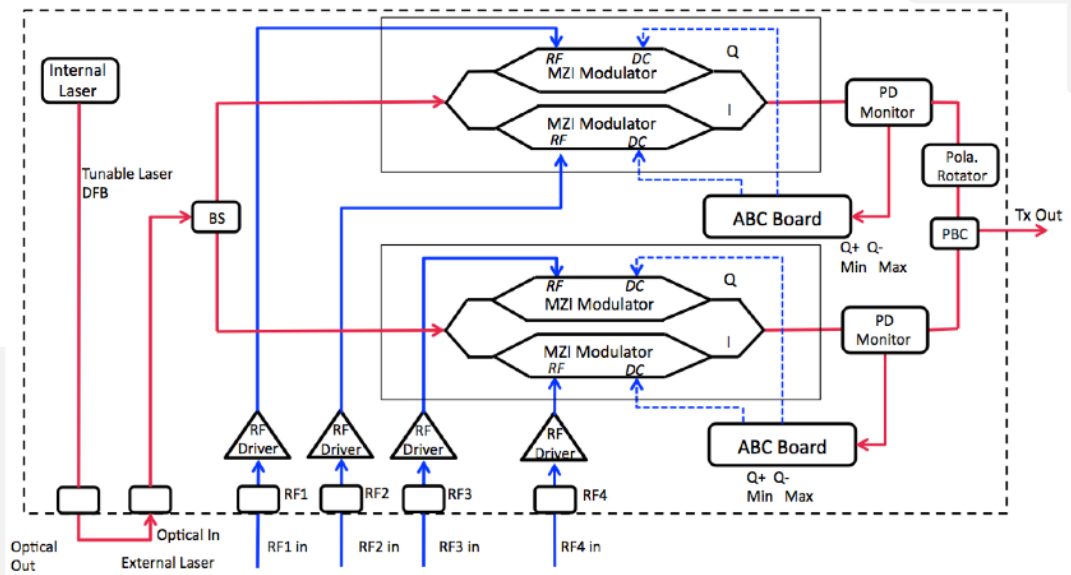 Internal
Laser
Tunable Laser
DFB
BS
RF
DC
MZI Modulator
Q
MZI Modulator
RF
DC
I
PD
Monitor
Pola.
Rotator
ABC Board
Q+ Q-
Min Max
PBC
Tx Out
RF
DC
MZI Modulator
Q
MZI Modulator
RF
DC
I
PD
Monitor
ABC Board
Q+ Q-
Min Max
RF
Driver
RF
Driver
RF
Driver
RF
Driver
RF1
RF2
RF3
RF4
Optical
Out
Optical In
External Laser
RF1 in
RF2 in
RF3 in
RF4 in